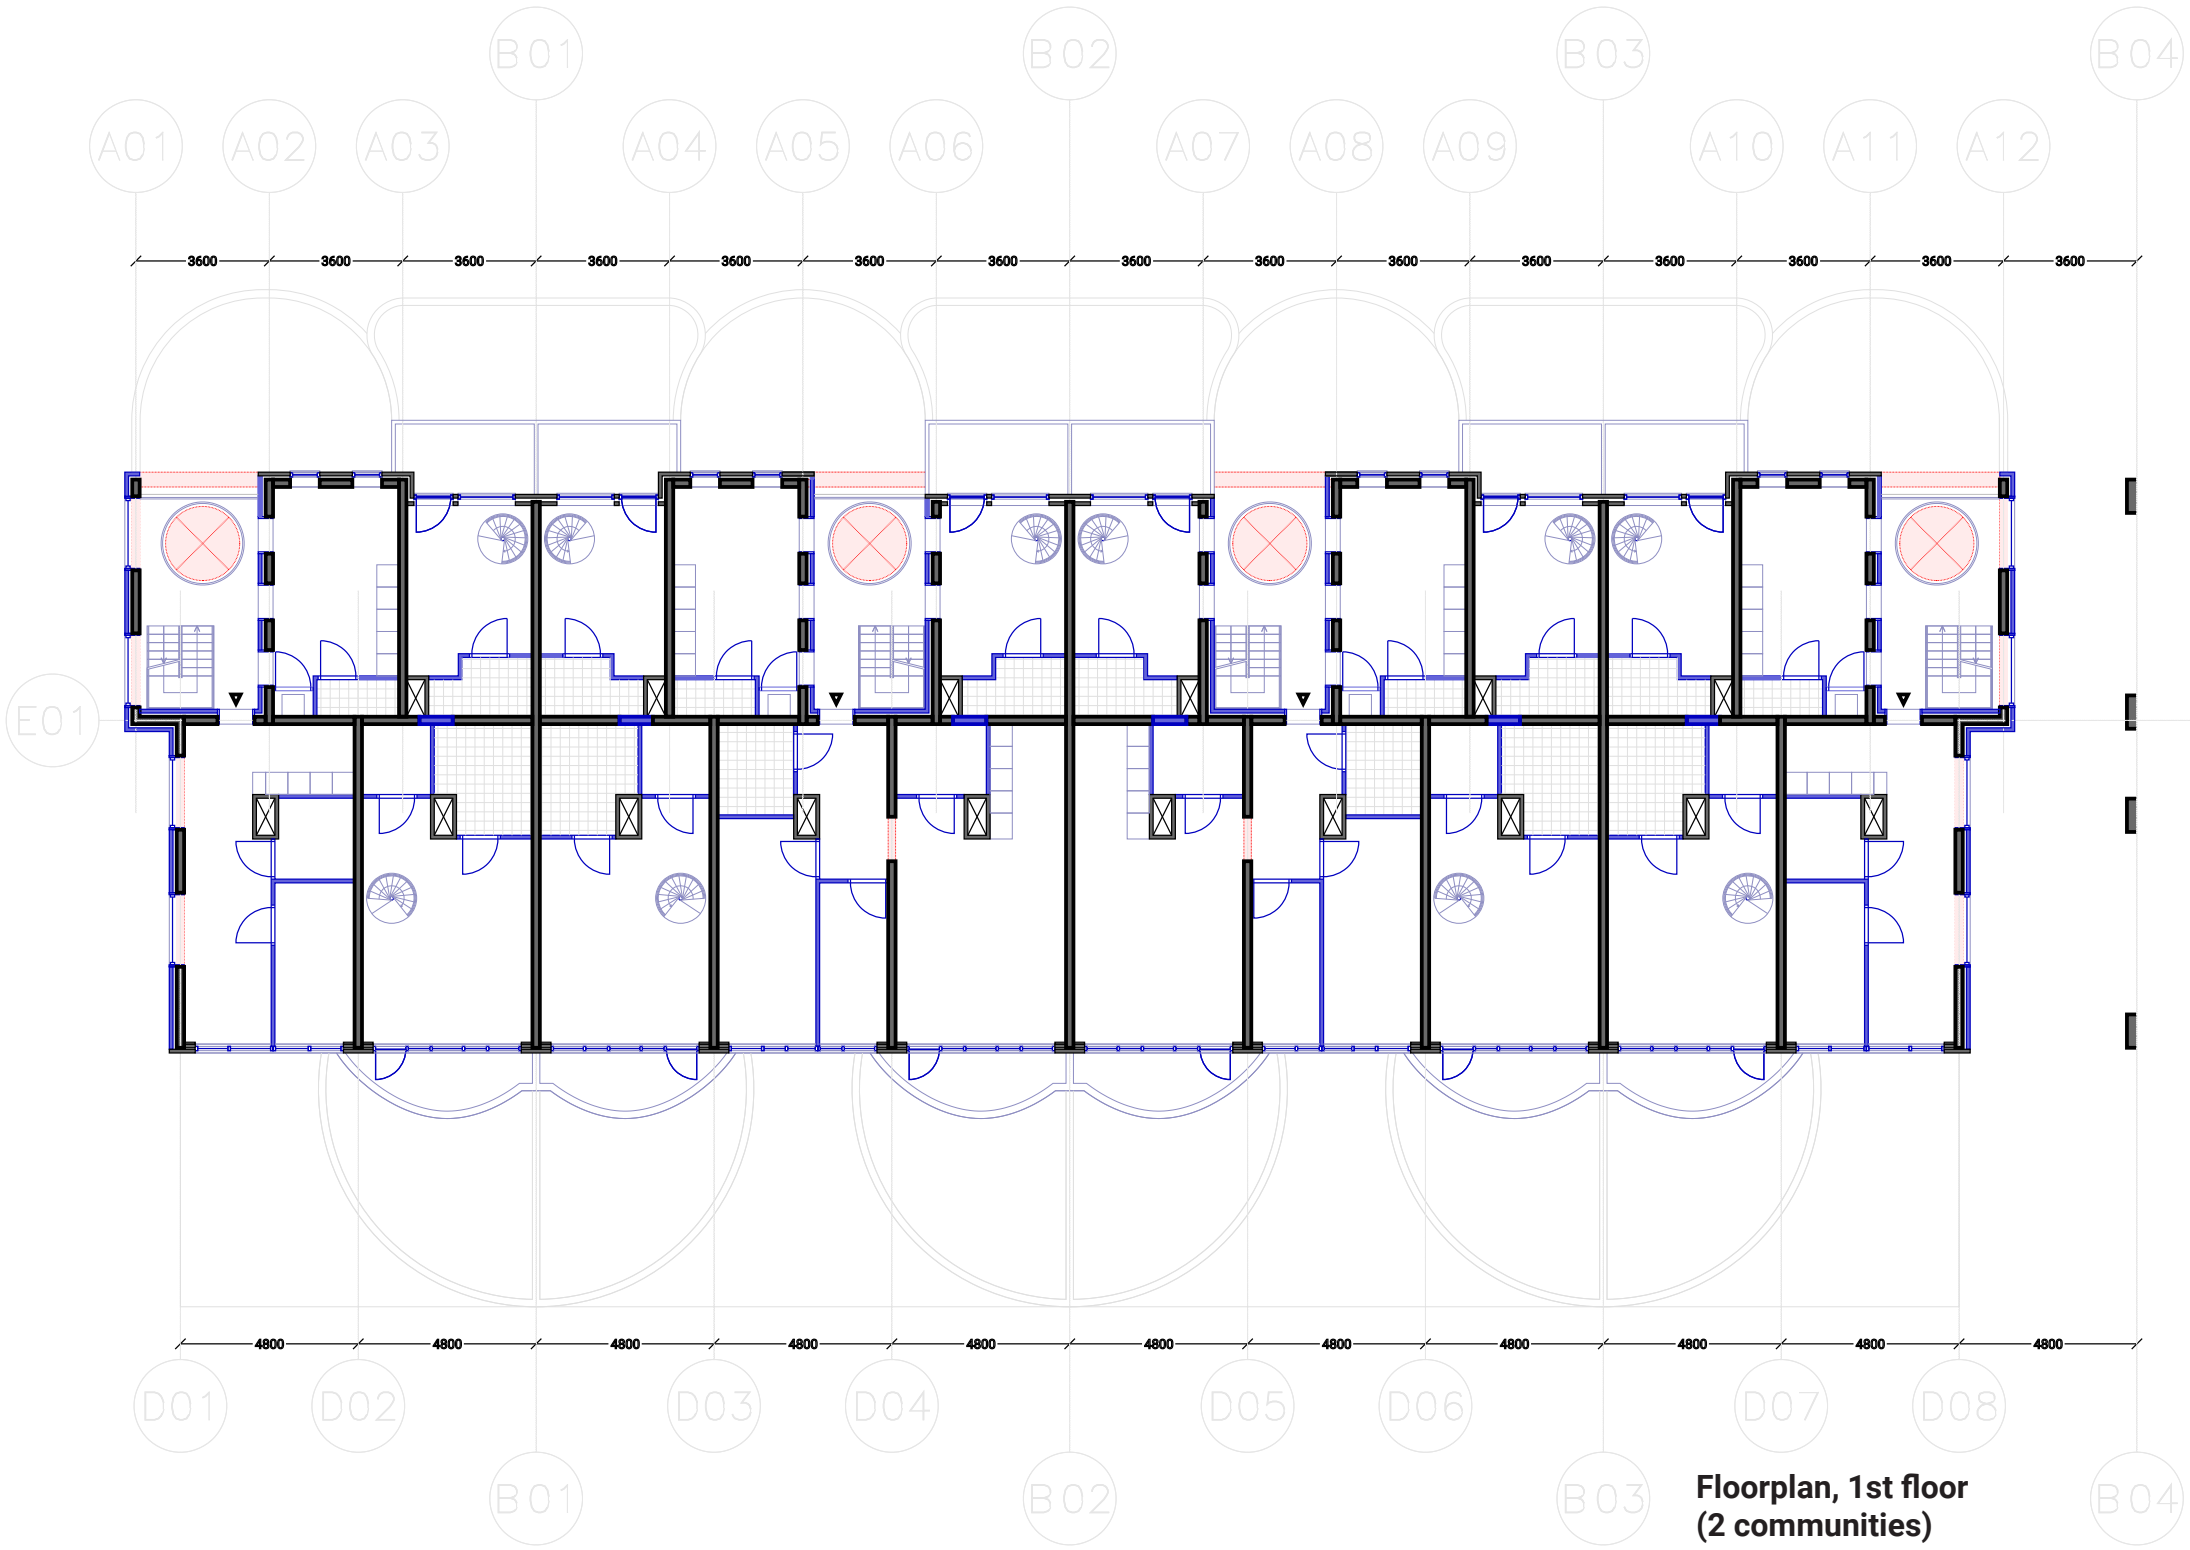 B01 B02 B03 B04
A01 A02 A03 A04 A05 A06 A07 A08 A09 A10 A11 A12
3600 3600 3600 3600 3600 3600 3600 3600 3600 3600 3600 3600 3600 3600 3600
E01
4800 4800 4800 4800 4800 4800 4800 4800 4800 4800 4800
D01 D02 D03 D04 D05 D06 D07 D08
B01 B02 B03 B04
Floorplan, 1st floor
(2 communities)